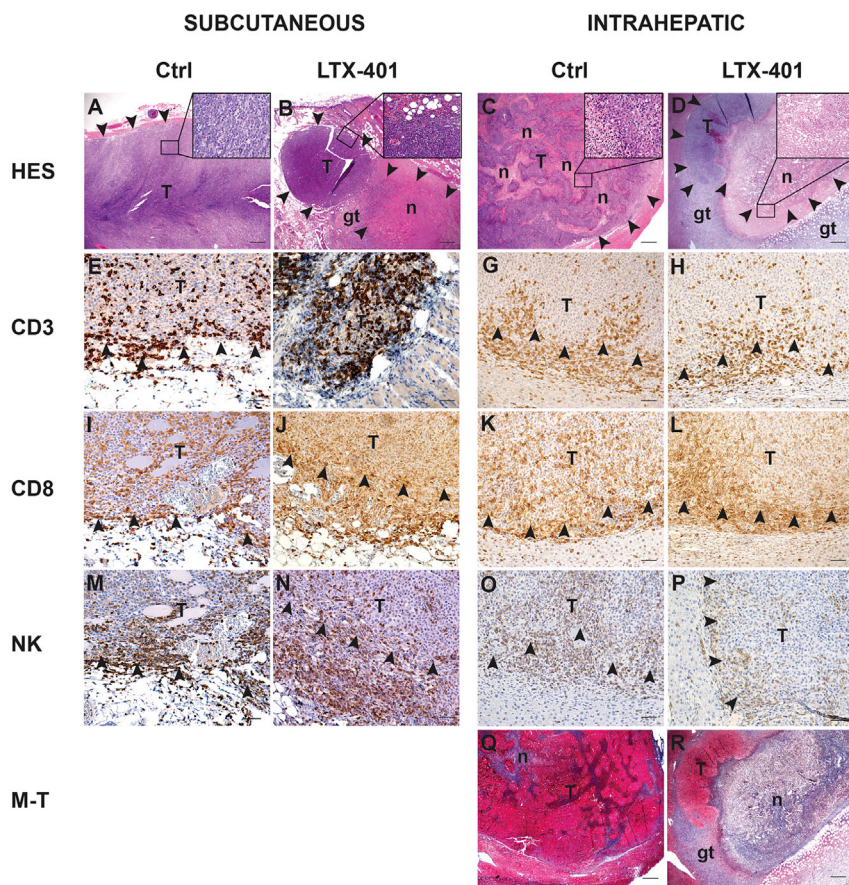 SUBCUTANEOUS INTRAHEPATIC
Ctrl LTX-401 Ctrl LTX-401
HES
A T
B T gt n
C n T n n
D T n gt gt
CD3
E T
F T
G T
H T
CD8
I T
J T
K T
L T
NK
M T
N T
O T
P T
M-T
Q n T
R T n gt